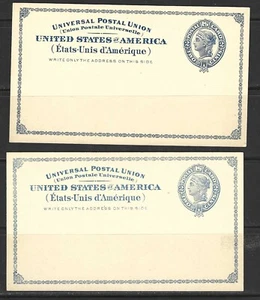 UNIVERSAL POSTAL UNION
(Union Postale Universelle)
UNITED STATES OF AMERICA
(États-Unis d'Amérique)
WRITE ONLY THE ADDRESS ON THIS SIDE.
UNIVERSAL POSTAL UNION
(Union Postale Universelle)
UNITED STATES OF AMERICA
(États-Unis d'Amérique)
WRITE ONLY THE ADDRESS ON THIS SIDE.